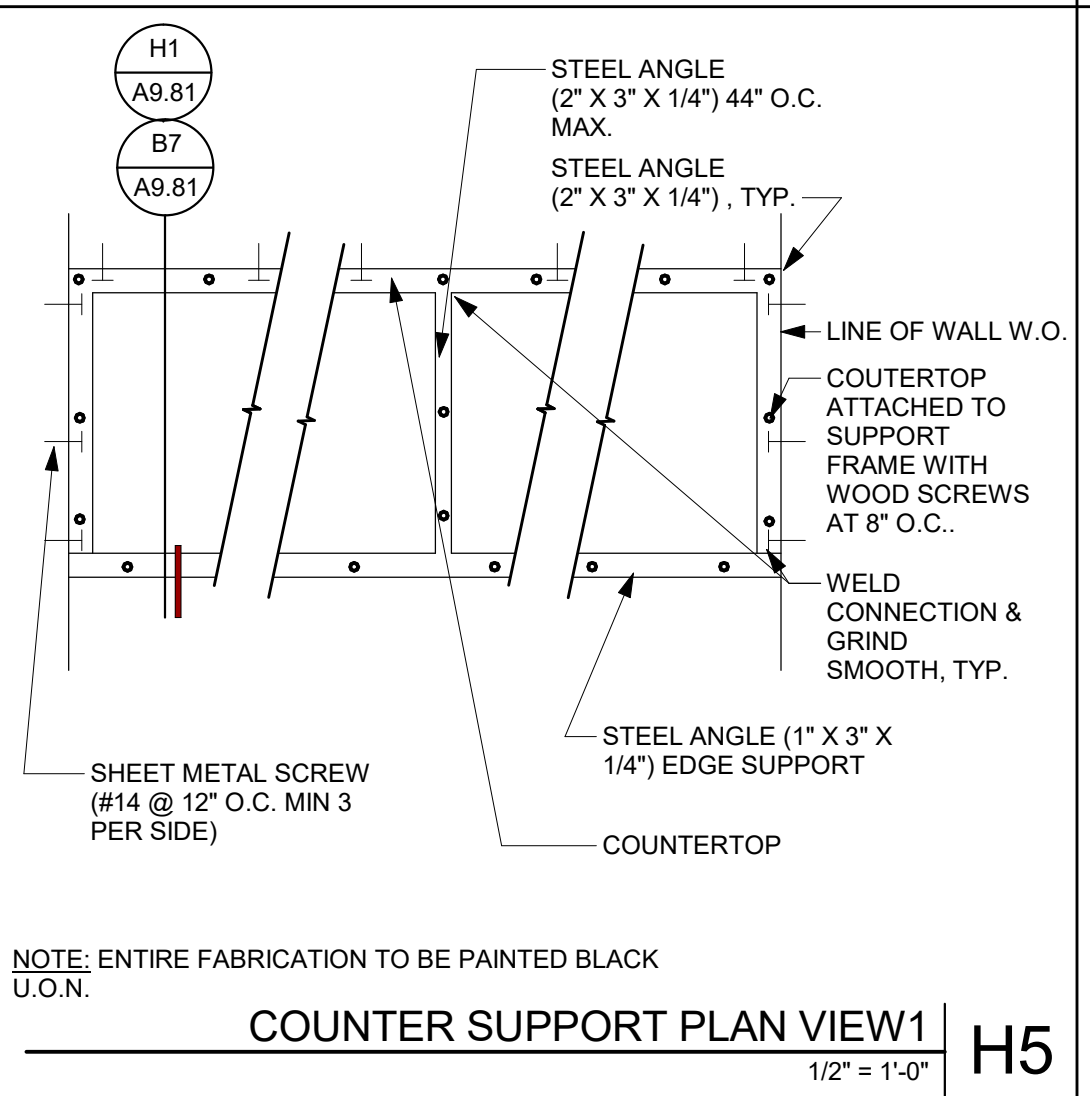 H1
A9.81
B7
A9.81
STEEL ANGLE
(2" X 3" X 1/4") 44" O.C.
MAX.
STEEL ANGLE
(2" X 3" X 1/4") , TYP.
LINE OF WALL W.O.
COUTERTOP
ATTACHED TO
SUPPORT
FRAME WITH
WOOD SCREWS
AT 8" O.C..
WELD
CONNECTION &
GRIND
SMOOTH, TYP.
STEEL ANGLE (1" X 3" X
1/4") EDGE SUPPORT
SHEET METAL SCREW
(#14 @ 12" O.C. MIN 3
PER SIDE)
COUNTERTOP
NOTE: ENTIRE FABRICATION TO BE PAINTED BLACK
U.O.N.
COUNTER SUPPORT PLAN VIEW1
1/2" = 1'-0"
H5